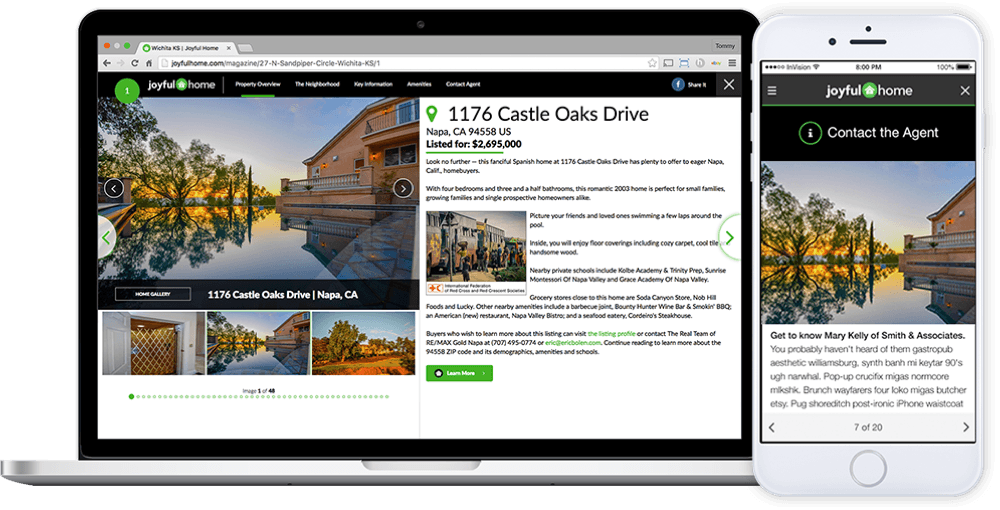 Wichita KS | Joyful Home
Tommy
joyfulhome.com/magazine/27-N-Sandpiper-Circle-Wichita-KS/1
1
joyful home
Property Overview
The Neighborhood
Key Information
Amenities
Contact Agent
Share It
HOME GALLERY
1176 Castle Oaks Drive | Napa, CA
Image 1 of 48
1176 Castle Oaks Drive
Napa, CA 94558 US
Listed for: $2,695,000
Look no further — this fanciful Spanish home at 1176 Castle Oaks Drive has plenty to offer to eager Napa,
Calif., homebuyers.
With four bedrooms and three and a half bathrooms, this romantic 2003 home is perfect for small families,
growing families and single prospective homeowners alike.
Picture your friends and loved ones swimming a few laps around the
pool.
Inside, you will enjoy floor coverings including cozy carpet, cool tile
handsome wood.
Nearby private schools include Kolbe Academy & Trinity Prep, Sunrise
Montessori Of Napa Valley and Grace Academy Of Napa Valley.
International Federation
of Red Cross and Red Crescent Societies
Grocery stores close to this home are Soda Canyon Store, Nob Hill
Foods and Lucky. Other nearby amenities include a barbecue joint, Bounty Hunter Wine Bar & Smokin' BBQ;
an American (new) restaurant, Napa Valley Bistro; and a seafood eatery, Cordeiro's Steakhouse.
Buyers who wish to learn more about this listing can visit the listing profile or contact The Real Team of
RE/MAX Gold Napa at (707) 495-0774 or eric@ericbolen.com. Continue reading to learn more about the
94558 ZIP code and its demographics, amenities and schools.
Learn More
InVision
8:00 PM
100%
joyful home
Contact the Agent
Get to know Mary Kelly of Smith & Associates.
You probably haven't heard of them gastropub
aesthetic williamsburg, synth banh mi keytar 90's
ugh narwhal. Pop-up crucifix migas normcore
mlkshk. Brunch wayfarers four loko migas butcher
etsy. Pug shoreditch post-ironic iPhone waistcoat
7 of 20